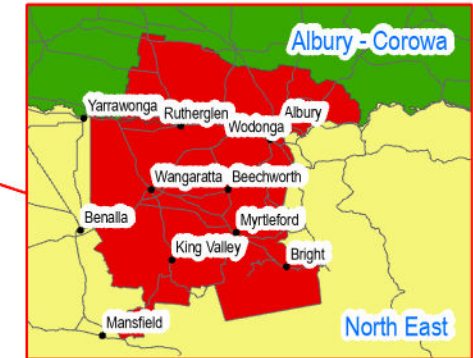 Albury - Corowa
Yarrawonga
Rutherglen
Albury
Wodonga
Wangaratta
Beechworth
Benalla
Myrtleford
King Valley
Bright
Mansfield
North East